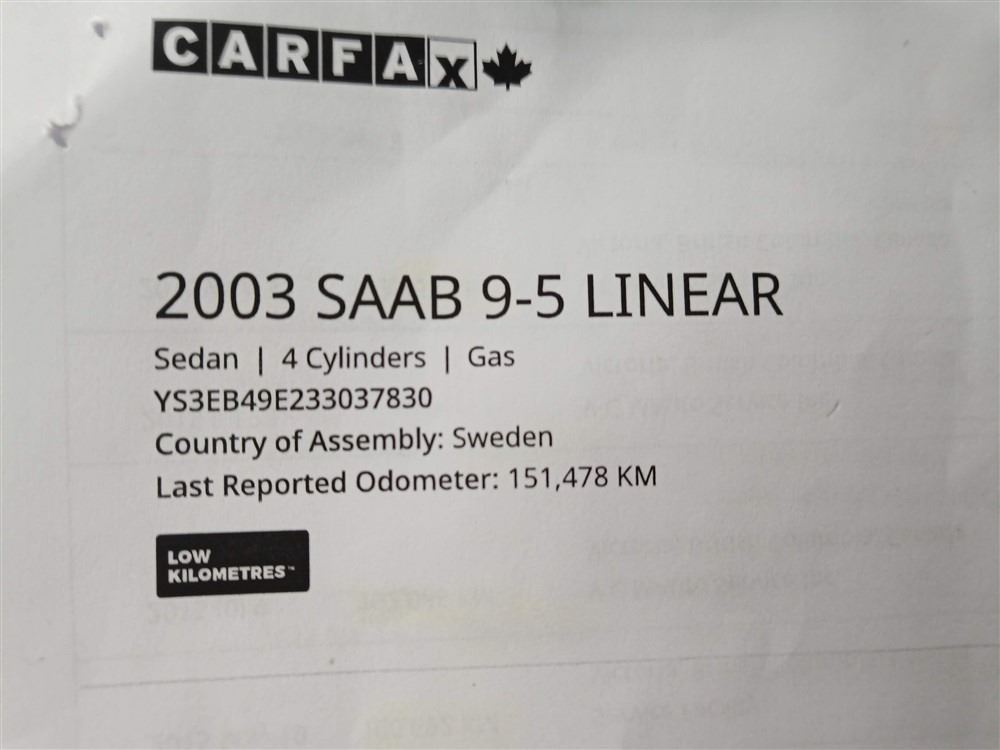 CARFAX
2003 SAAB 9-5 LINEAR
Sedan | 4 Cylinders | Gas
YS3EB49E233037830
Country of Assembly: Sweden
Last Reported Odometer: 151,478 KM
LOW
KILOMETRES™